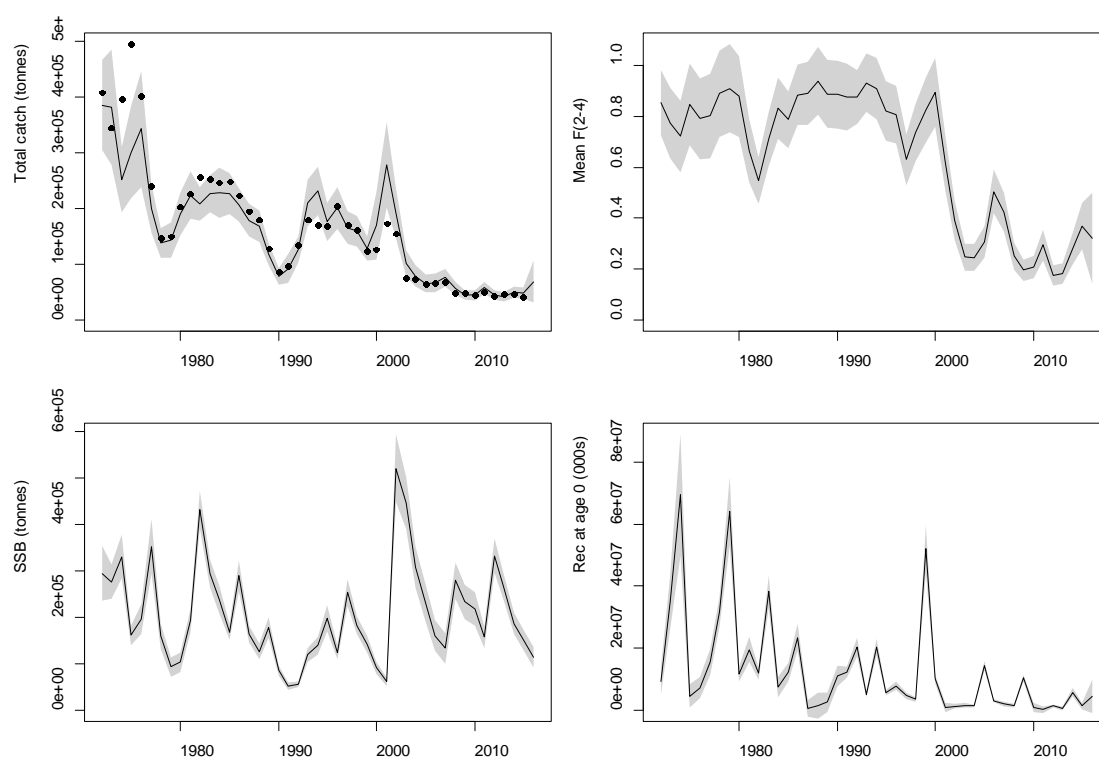 Total catch (tonnes)
0e+00 1e+05 2e+05 3e+05 4e+05 5e+
1980 1990 2000 2010
Mean F(2-4)
0.0 0.2 0.4 0.6 0.8 1.0
1980 1990 2000 2010
SSB (tonnes)
0e+00 2e+05 4e+05 6e+05
1980 1990 2000 2010
Rec at age 0 (000s)
0e+00 2e+07 4e+07 6e+07 8e+07
1980 1990 2000 2010